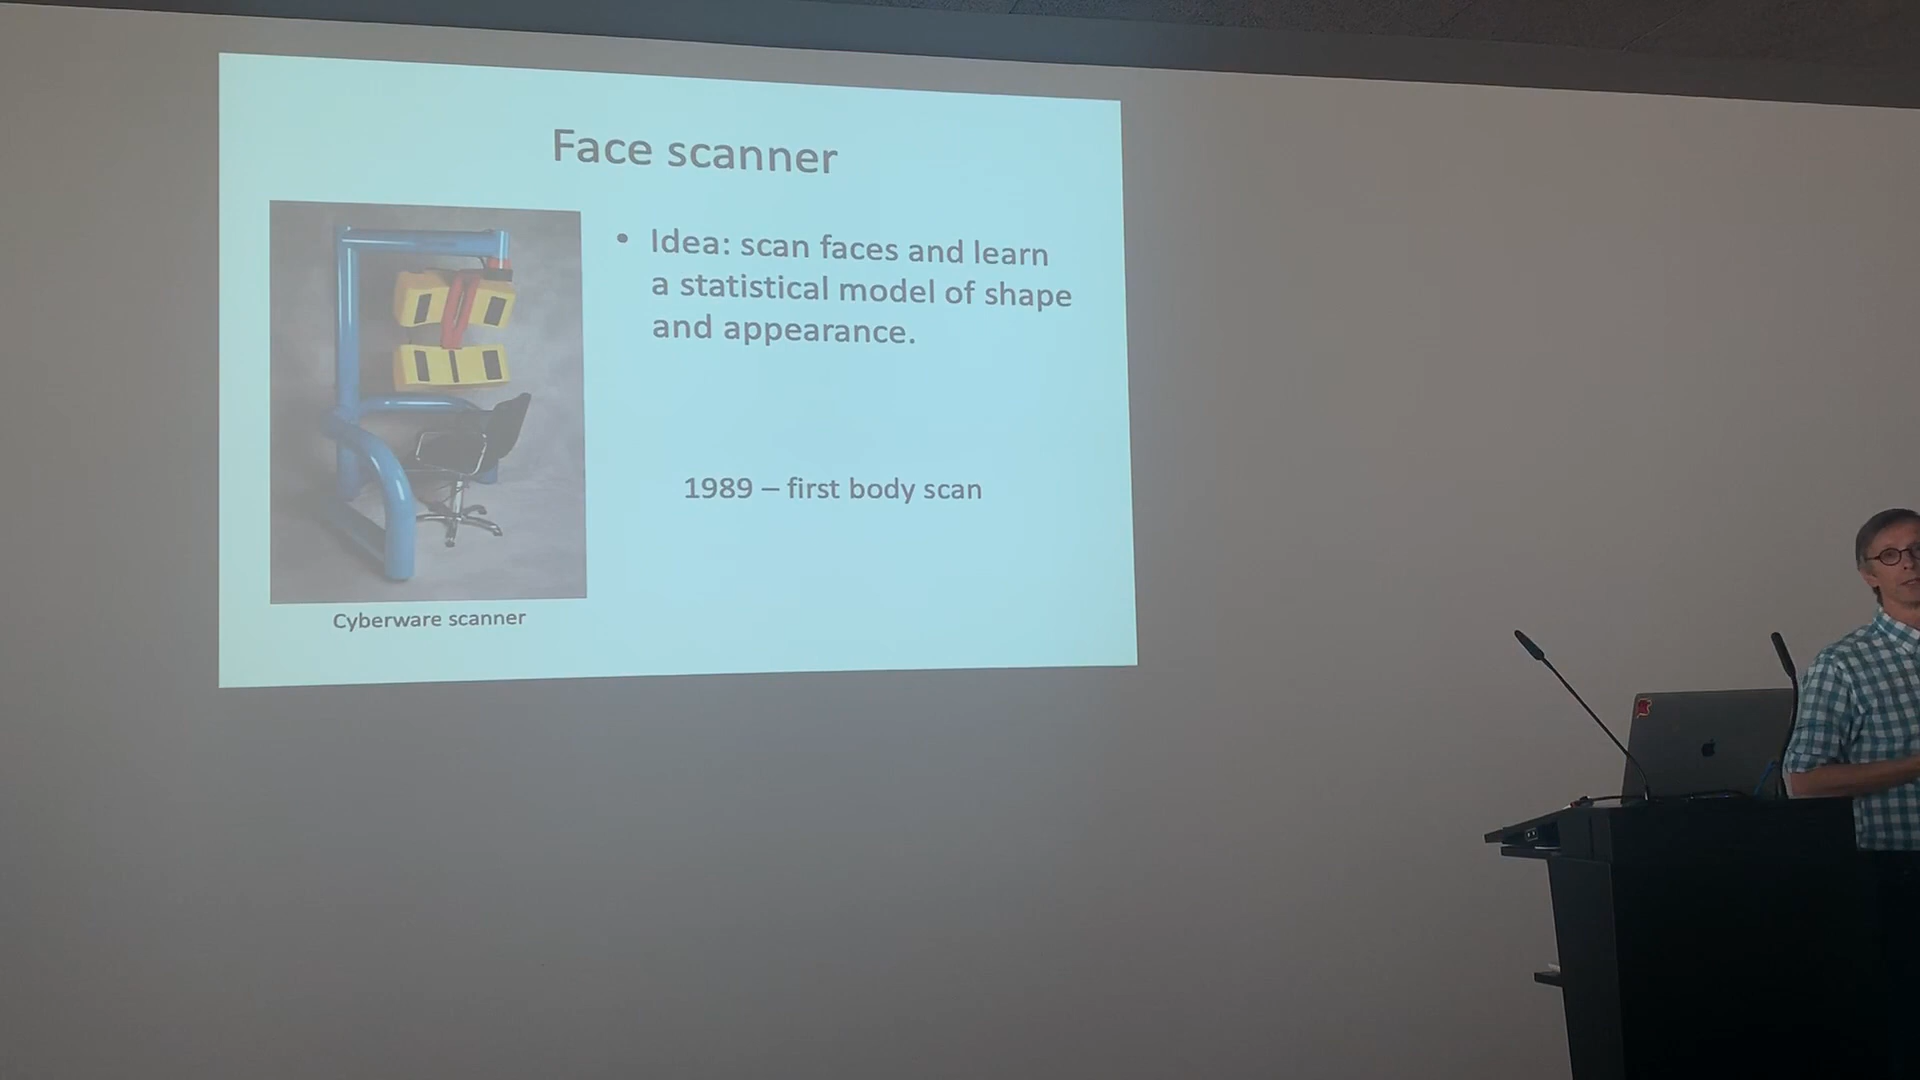 Face scanner
• Idea: scan faces and learn
a statistical model of shape
and appearance.
1989 – first body scan
Cyberware scanner